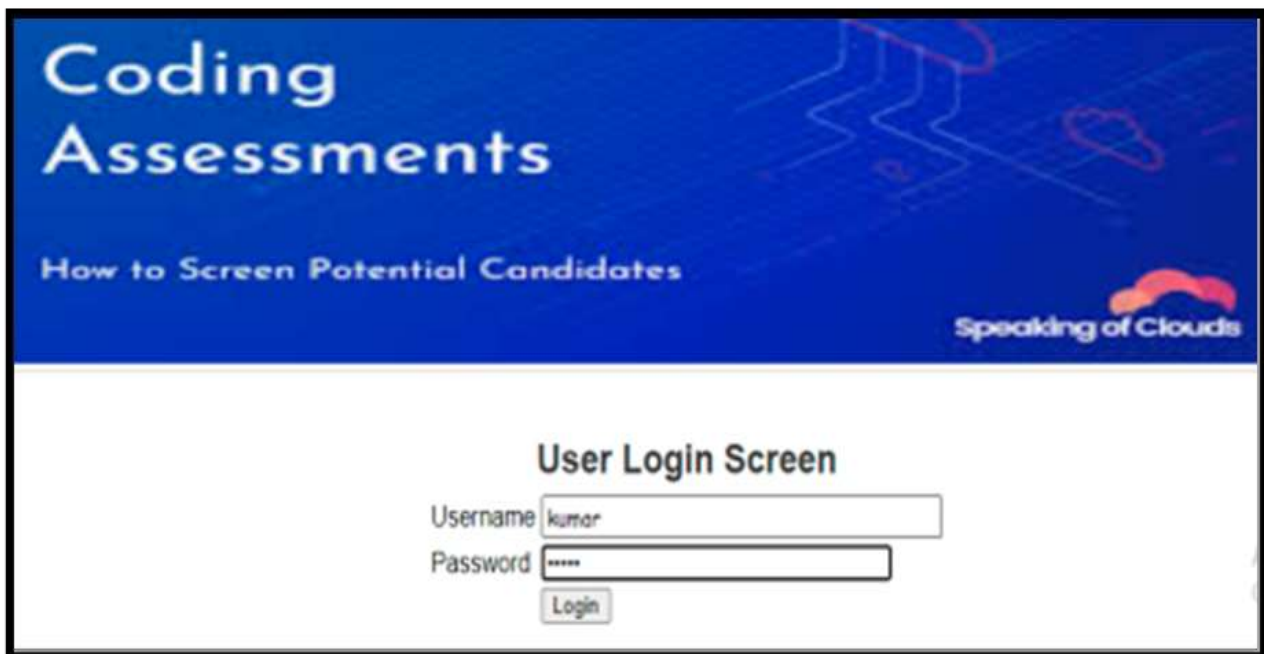 Coding
Assessments
How to Screen Potential Candidates
Speaking of Clouds
User Login Screen
Username kumar
Password •••••
Login